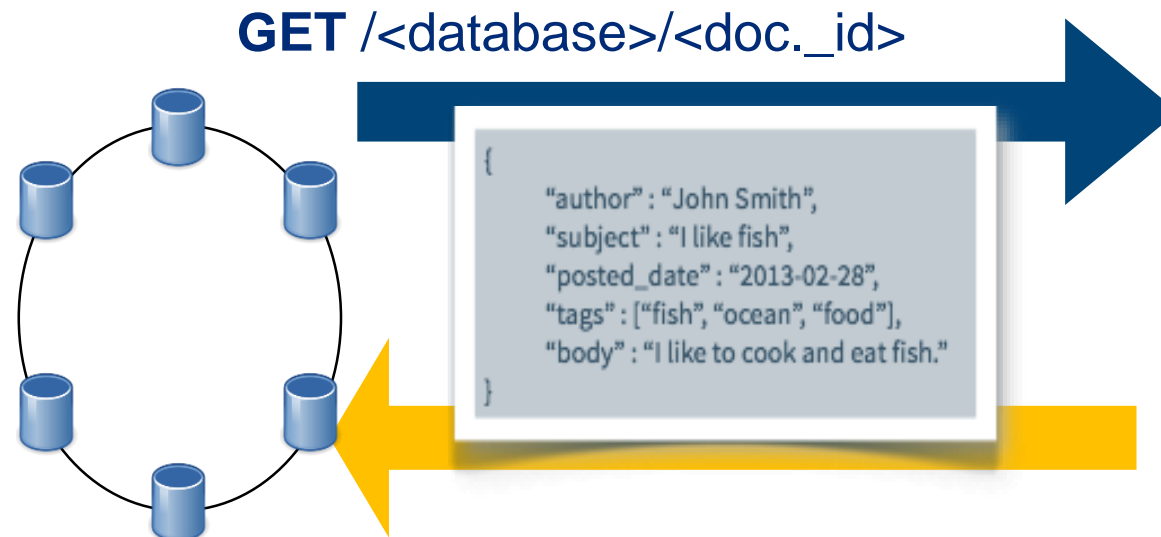 GET /<database>/<doc._id>
{
“author” : “John Smith”,
“subject” : “I like fish”,
“posted_date” : “2013-02-28”,
“tags” : [“fish”, “ocean”, “food”],
“body” : “I like to cook and eat fish.”
}